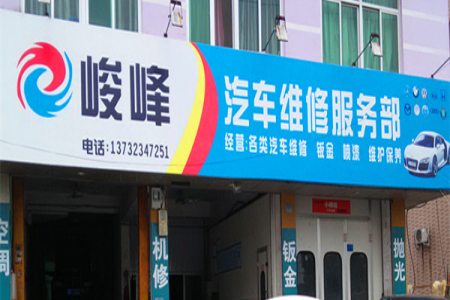 峻峰
汽车维修服务部
电话:13732347251
经营:各类汽车维修 钣金 喷漆 维护保养
空调
机修
钣金
抛光